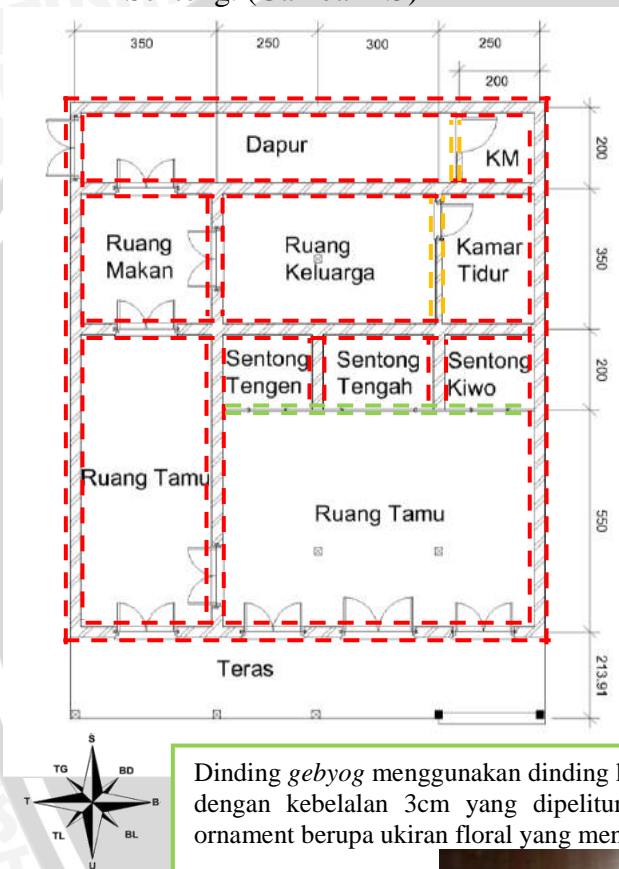 350
250
300
250
200
Dapur
KM
200
Ruang
Makan
Ruang
Keluarga
Kamar
Tidur
350
Sentong
Tengen
Sentong
Tengah
Sentong
Kiwo
200
Ruang Tamu
Ruang Tamu
550
Teras
213.91
S
TG
BD
T
B
TL
BL
U
Dinding gebyog menggunakan dinding
dengan kebelalan 3cm yang dipelitur
ornament berupa ukiran floral yang